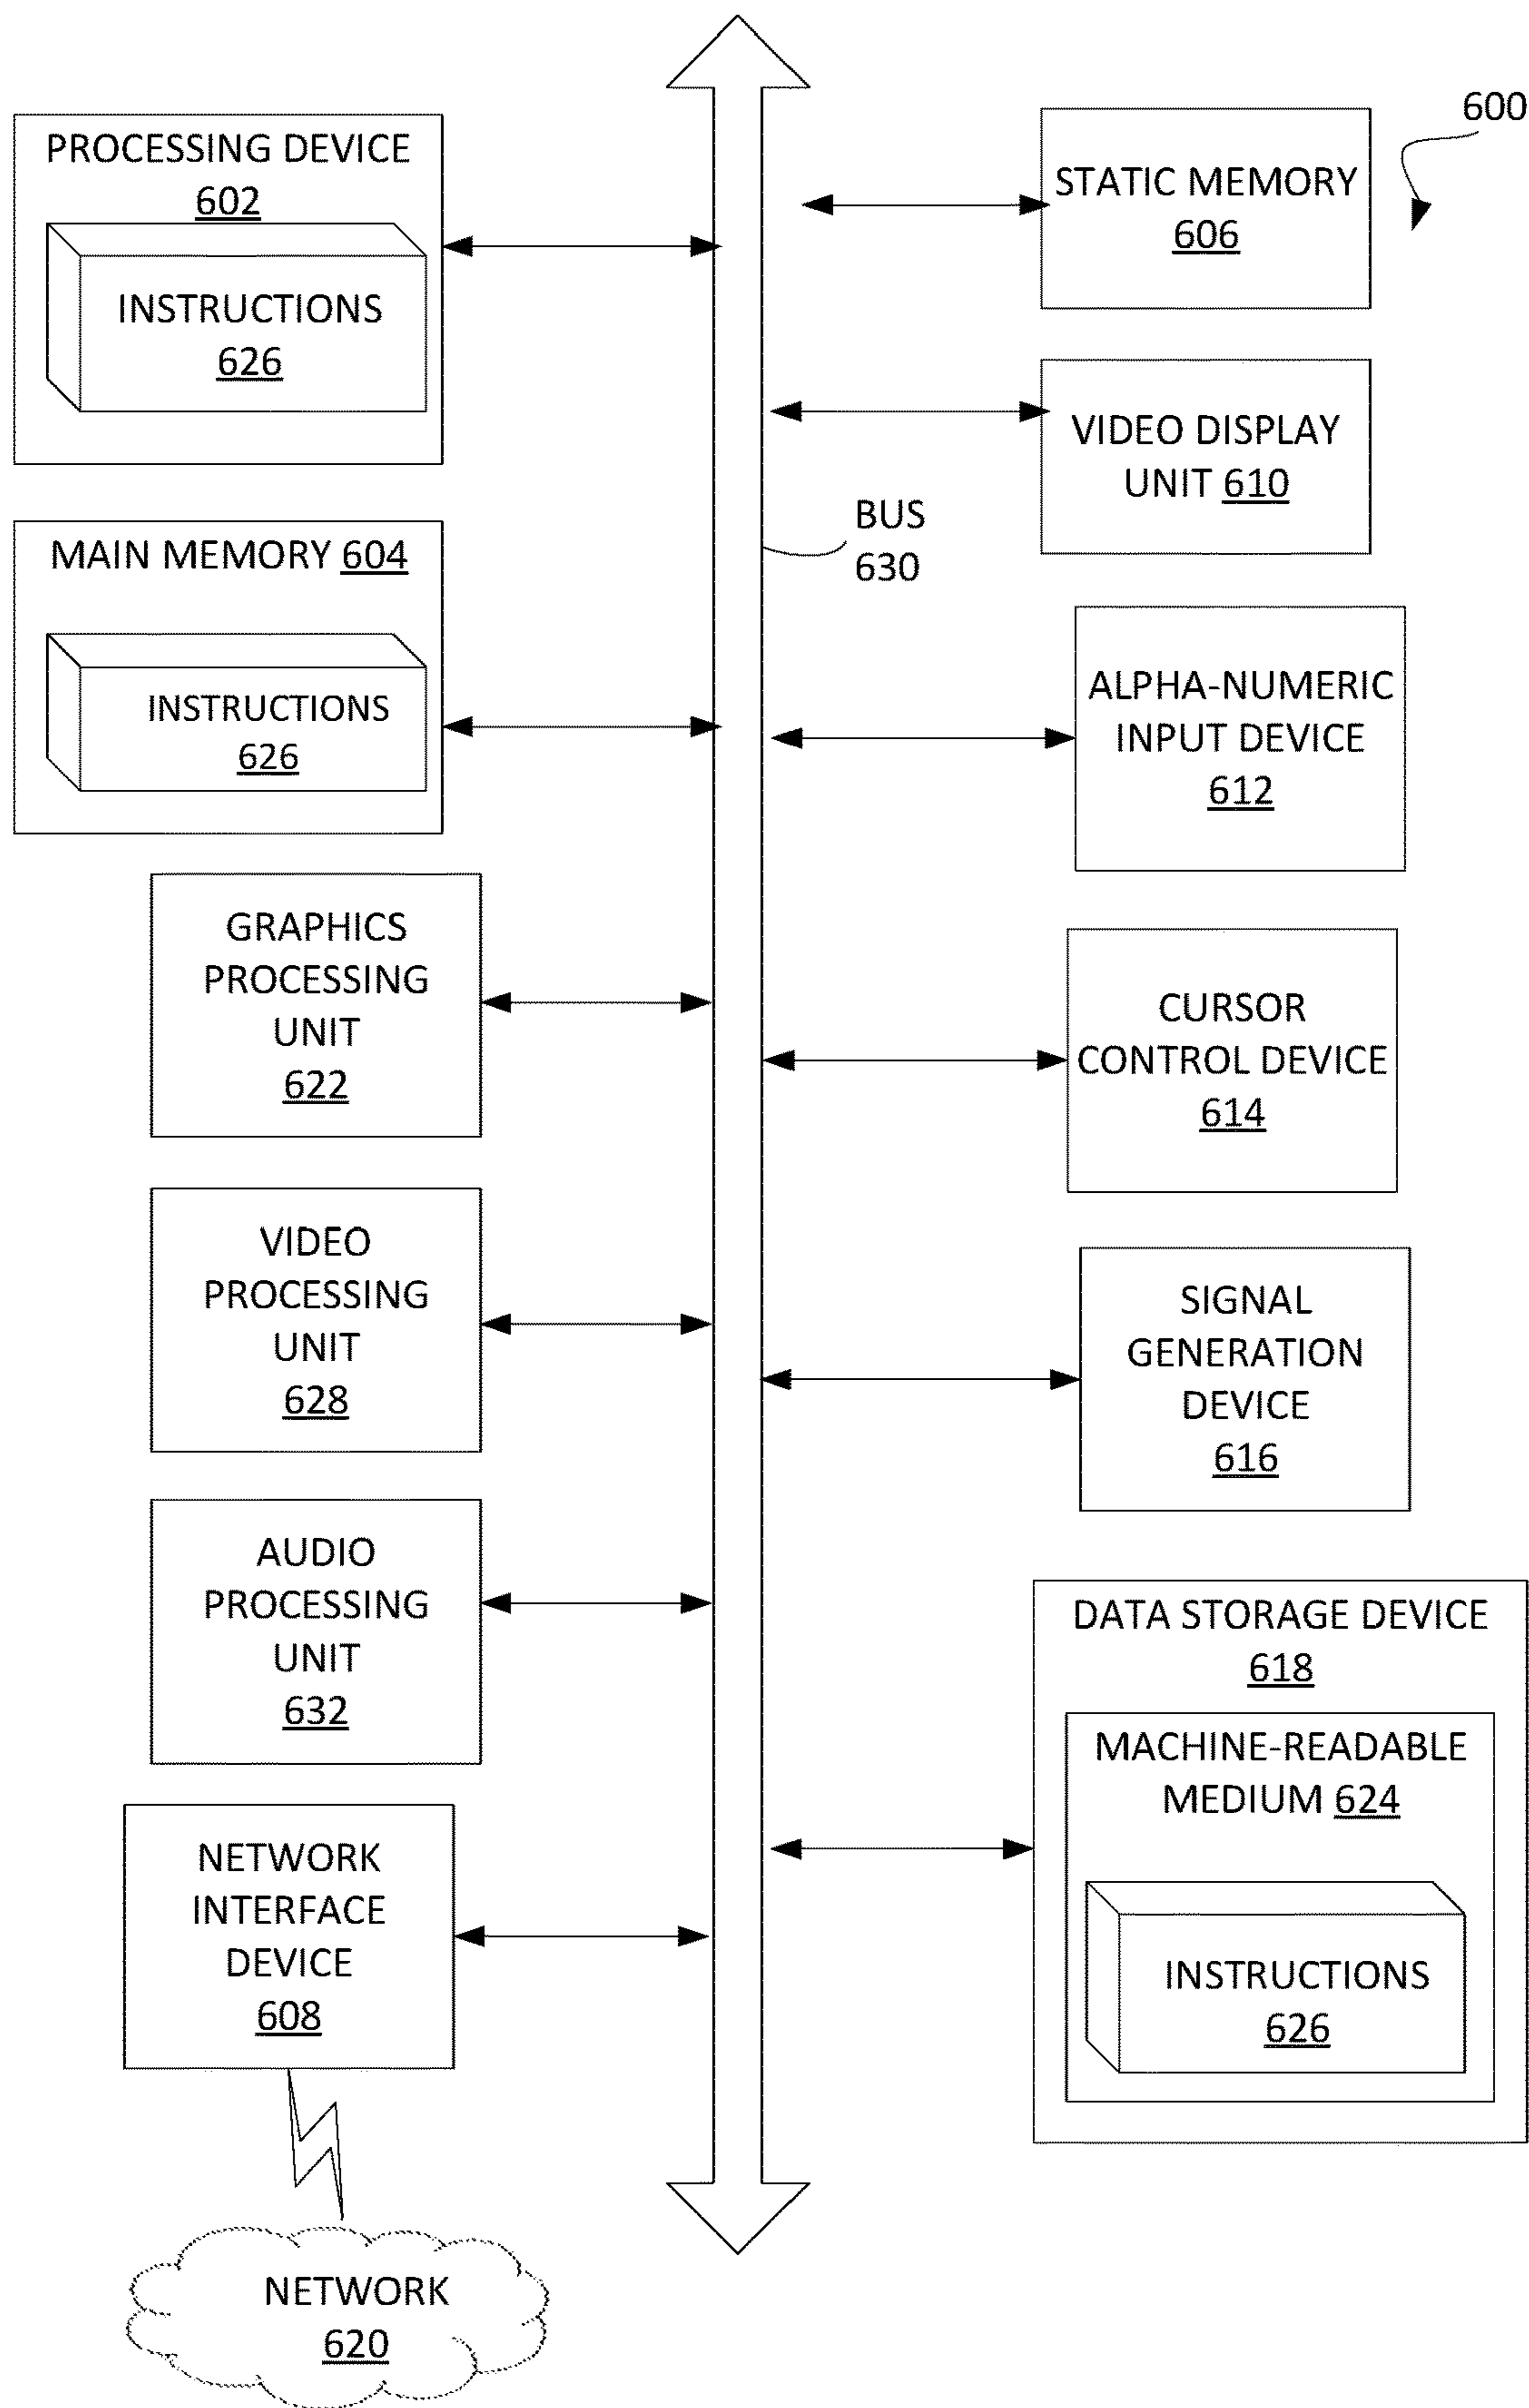 PROCESSING DEVICE
602
INSTRUCTIONS
626
MAIN MEMORY 604
INSTRUCTIONS
626
GRAPHICS
PROCESSING
UNIT
622
VIDEO
PROCESSING
UNIT
628
AUDIO
PROCESSING
UNIT
632
NETWORK
INTERFACE
DEVICE
608
NETWORK
620
BUS
630
600
STATIC MEMORY
606
VIDEO DISPLAY
UNIT 610
ALPHA-NUMERIC
INPUT DEVICE
612
CURSOR
CONTROL DEVICE
614
SIGNAL
GENERATION
DEVICE
616
DATA STORAGE DEVICE
618
MACHINE-READABLE
MEDIUM 624
INSTRUCTIONS
626